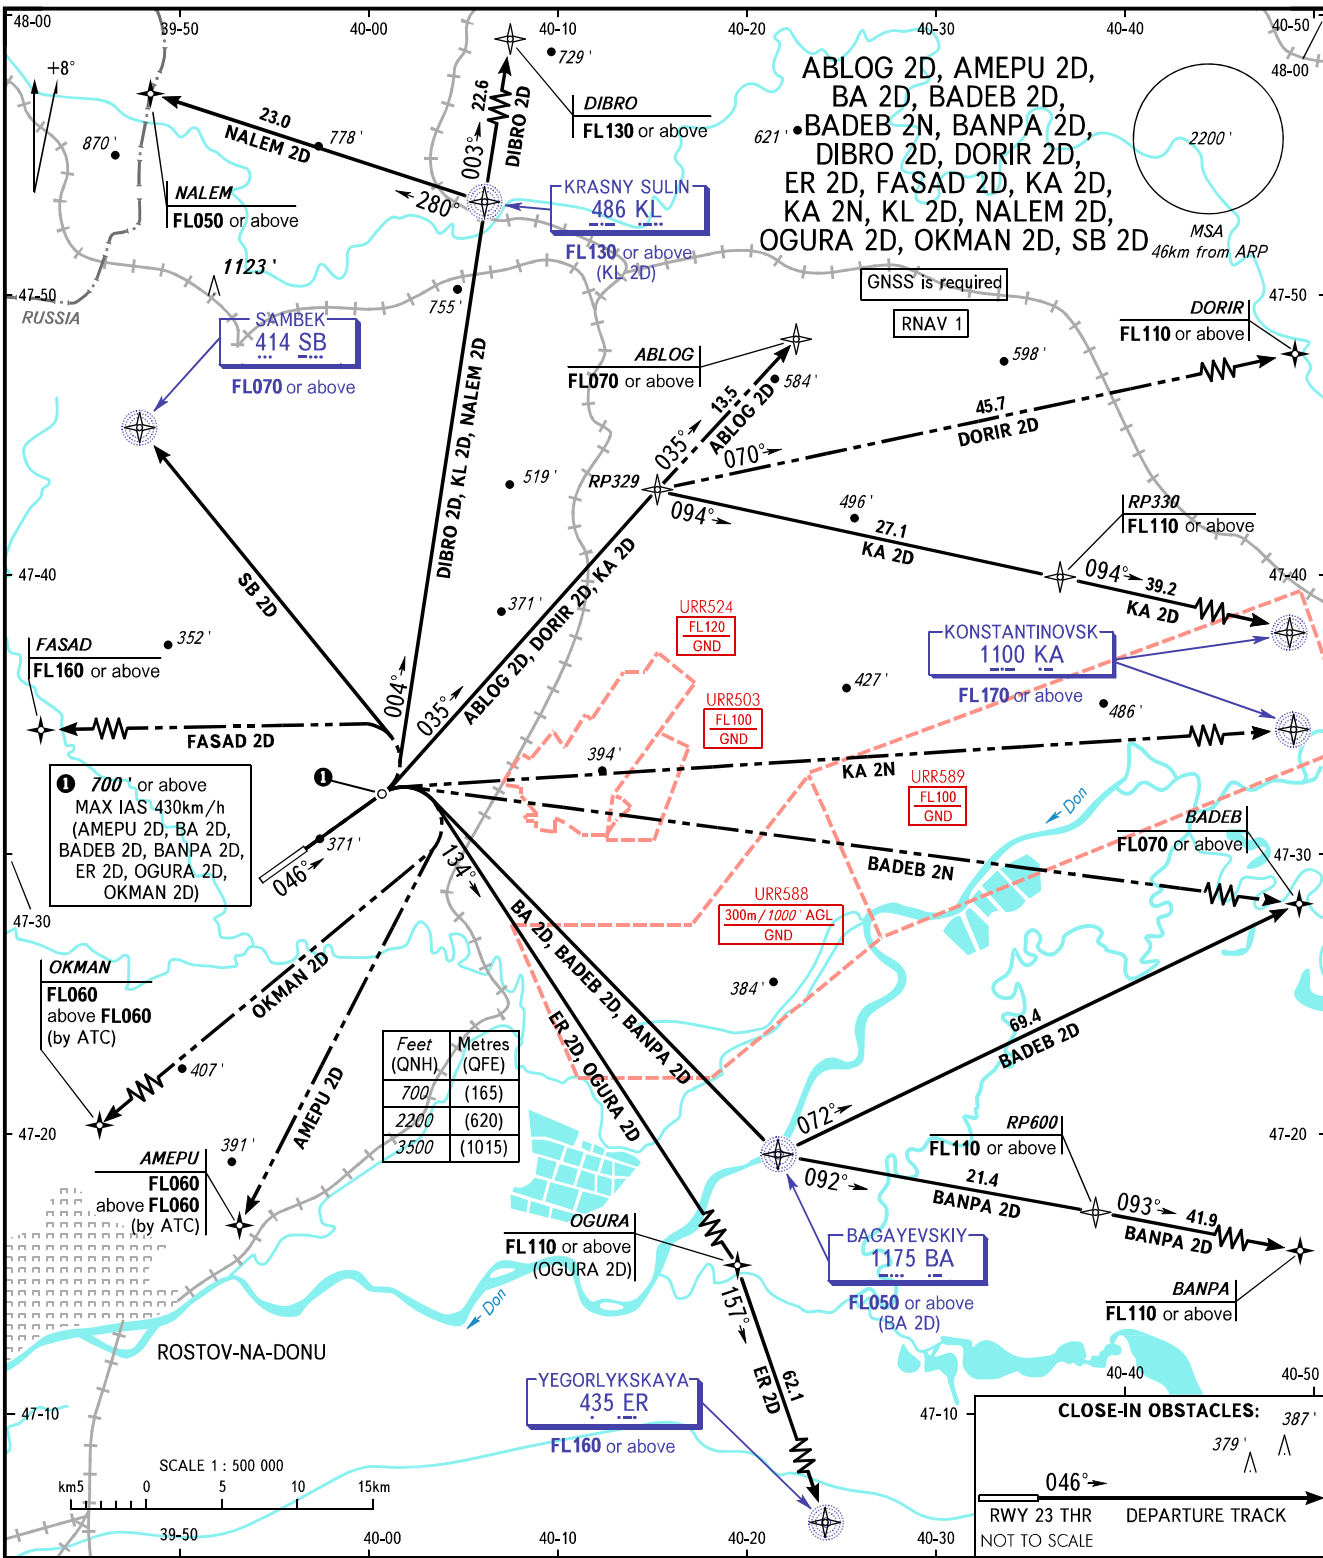 48-00
39-50
40-00
40-10
40-20
40-30
40-40
40-50
48-00
+8°
729 '
ABLOG 2D, AMEPU 2D,
BA 2D, BADEB 2D,
BADEB 2N, BANPA 2D,
DIBRO 2D, DORIR 2D,
ER 2D, FASAD 2D, KA 2D,
KA 2N, KL 2D, NALEM 2D,
OGURA 2D, OKMAN 2D, SB 2D
2200 '
MSA
46km from ARP
GNSS is required
RNAV 1
23.0
NALEM 2D
22.6
DIBRO 2D
003°
280°
DIBRO
FL130 or above
621 '
870 '
778 '
NALEM
FL050 or above
KRASNY SULIN
486 KL
FL130 or above
(KL 2D)
1123 '
755 '
RUSSIA
47-50
47-50
SAMBEK
414 SB
FL070 or above
ABLOG
FL070 or above
DORIR
FL110 or above
598 '
584 '
13.5
ABLOG 2D
035°
45.7
DORIR 2D
070°
DIBRO 2D, KL 2D, NALEM 2D
519 '
RP329
094°
496 '
27.1
KA 2D
RP330
FL110 or above
094°
39.2
KA 2D
47-40
47-40
SB 2D
371 '
ABLOG 2D, DORIR 2D, KA 2D
URR524
FL120
GND
KONSTANTINOVSK
1100 KA
FL170 or above
352 '
FASAD
FL160 or above
004°
035°
427 '
486 '
URR503
FL100
GND
FASAD 2D
394 '
KA 2N
URR589
FL100
GND
Don
1
1 700 ' or above
MAX IAS 430km/h
(AMEPU 2D, BA 2D,
BADEB 2D, BANPA 2D,
ER 2D, OGURA 2D,
OKMAN 2D)
371 '
046°
134°
BADEB
FL070 or above
BADEB 2N
47-30
47-30
URR588
300m/1000 ' AGL
GND
384 '
BA 2D, BADEB 2D, BANPA 2D
OKMAN
FL060
above FL060
(by ATC)
OKMAN 2D
ER 2D, OGURA 2D
69.4
BADEB 2D
407 '
Feet
(QNH)
Metres
(QFE)
700
(165)
2200
(620)
3500
(1015)
AMEPU 2D
072°
RP600
FL110 or above
47-20
47-20
391 '
AMEPU
FL060
above FL060
(by ATC)
092°
21.4
BANPA 2D
093°
41.9
BANPA 2D
OGURA
FL110 or above
(OGURA 2D)
BAGAYEVSKIY
1175 BA
FL050 or above
(BA 2D)
BANPA
FL110 or above
Don
157°
ROSTOV-NA-DONU
62.1
ER 2D
YEGORLYKSKAYA
435 ER
FL160 or above
40-40
40-50
47-10
47-10
CLOSE-IN OBSTACLES:
387 '
379 '
046°
RWY 23 THR
DEPARTURE TRACK
NOT TO SCALE
SCALE 1 : 500 000
km5
0
5
10
15km
39-50
40-00
40-10
40-20
40-30